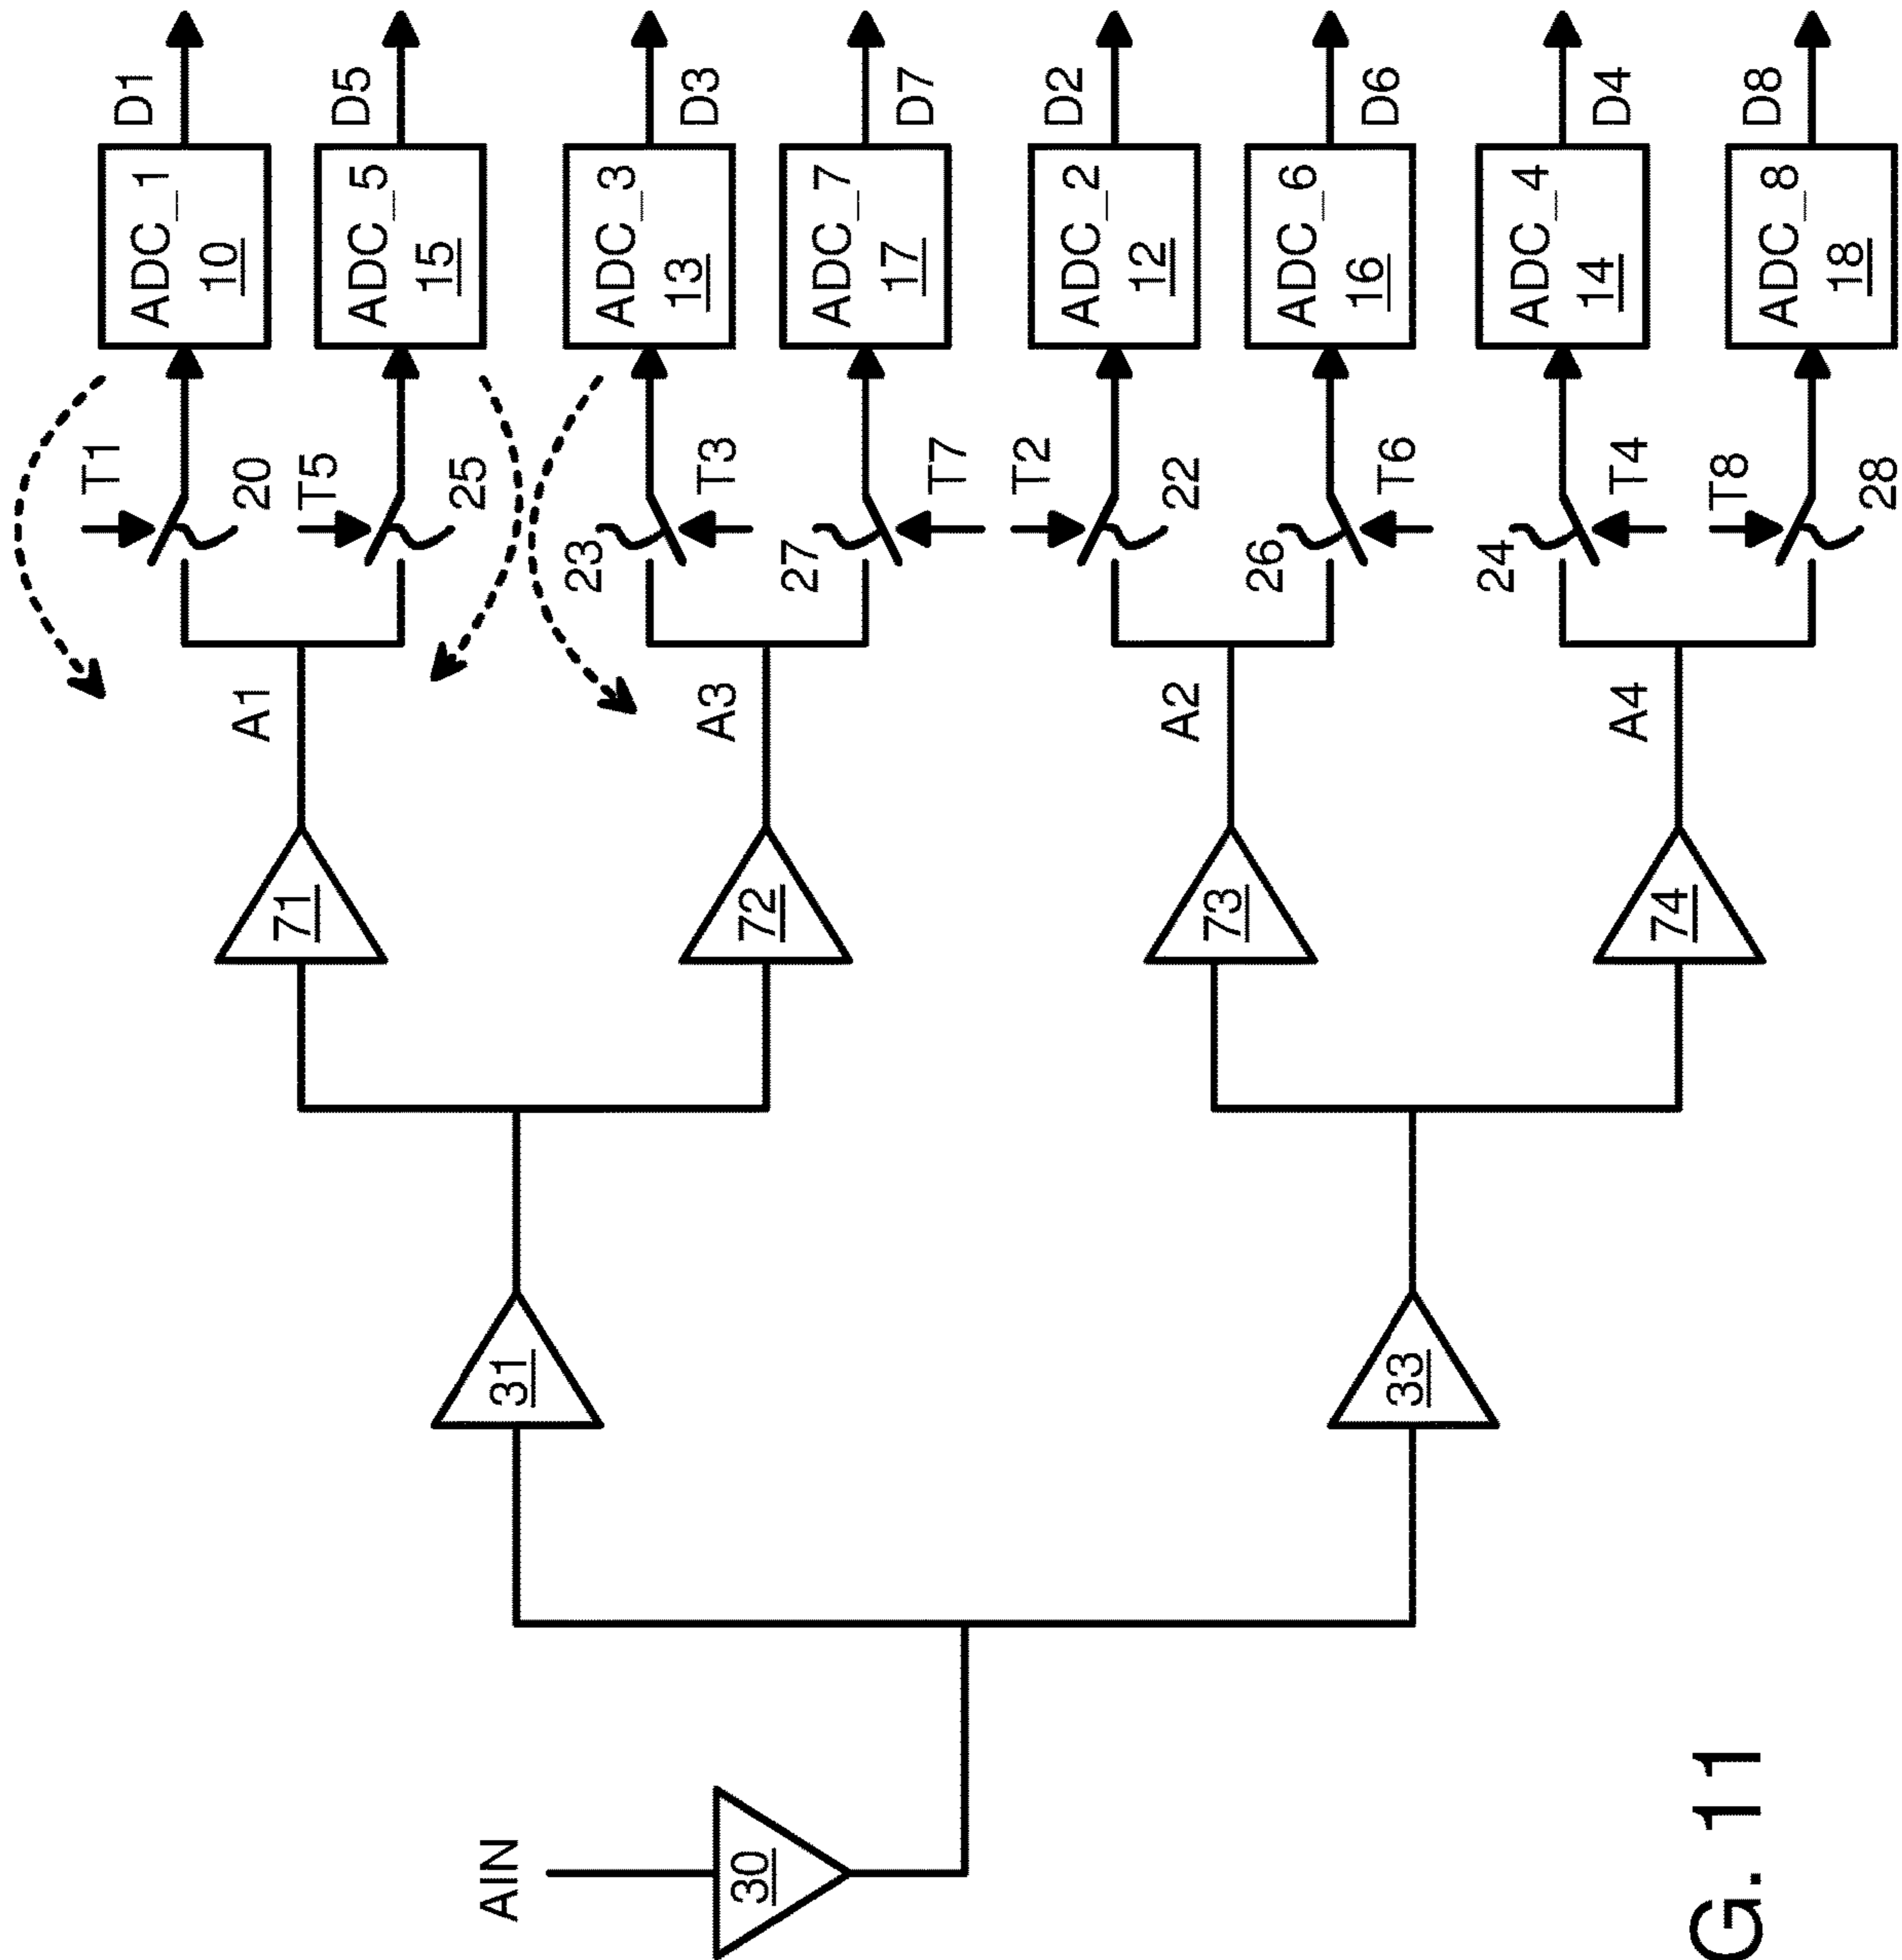 AIN
30
31
33
71
72
73
74
A1
A3
A2
A4
T1
20
T5
25
23
T3
27
T7
T2
22
26
T6
24
T4
T8
28
ADC_1
10
ADC_5
15
ADC_3
13
ADC_7
17
ADC_2
12
ADC_6
16
ADC_4
14
ADC_8
18
D1
D5
D3
D7
D2
D6
D4
D8
G. 11